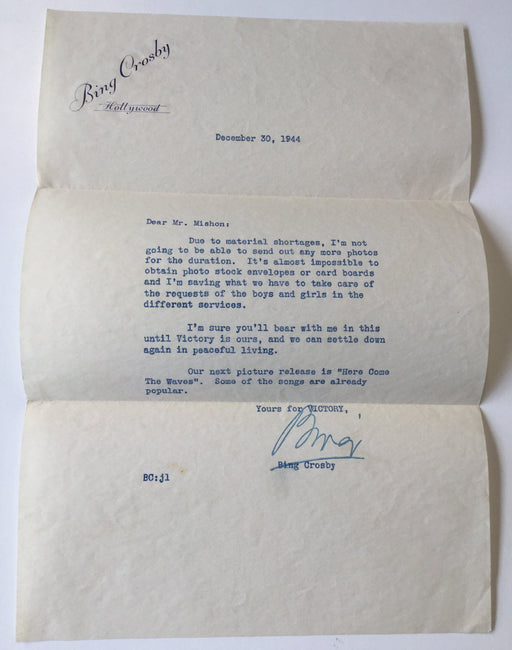 Bing Crosby
Hollywood
December 30, 1944
Dear Mr. Mishon:
Due to material shortages, I'm not
going to be able to send out any more photos
for the duration. It's almost impossible to
obtain photo stock envelopes or card boards
and I'm saving what we have to take care of
the requests of the boys and girls in the
different services.
I'm sure you'll bear with me in this
until Victory is ours, and we can settle down
again in peaceful living.
Our next picture release is "Here Come
The Waves". Some of the songs are already
popular.
Yours for VICTORY,
Bing
Bing Crosby
BC:jl